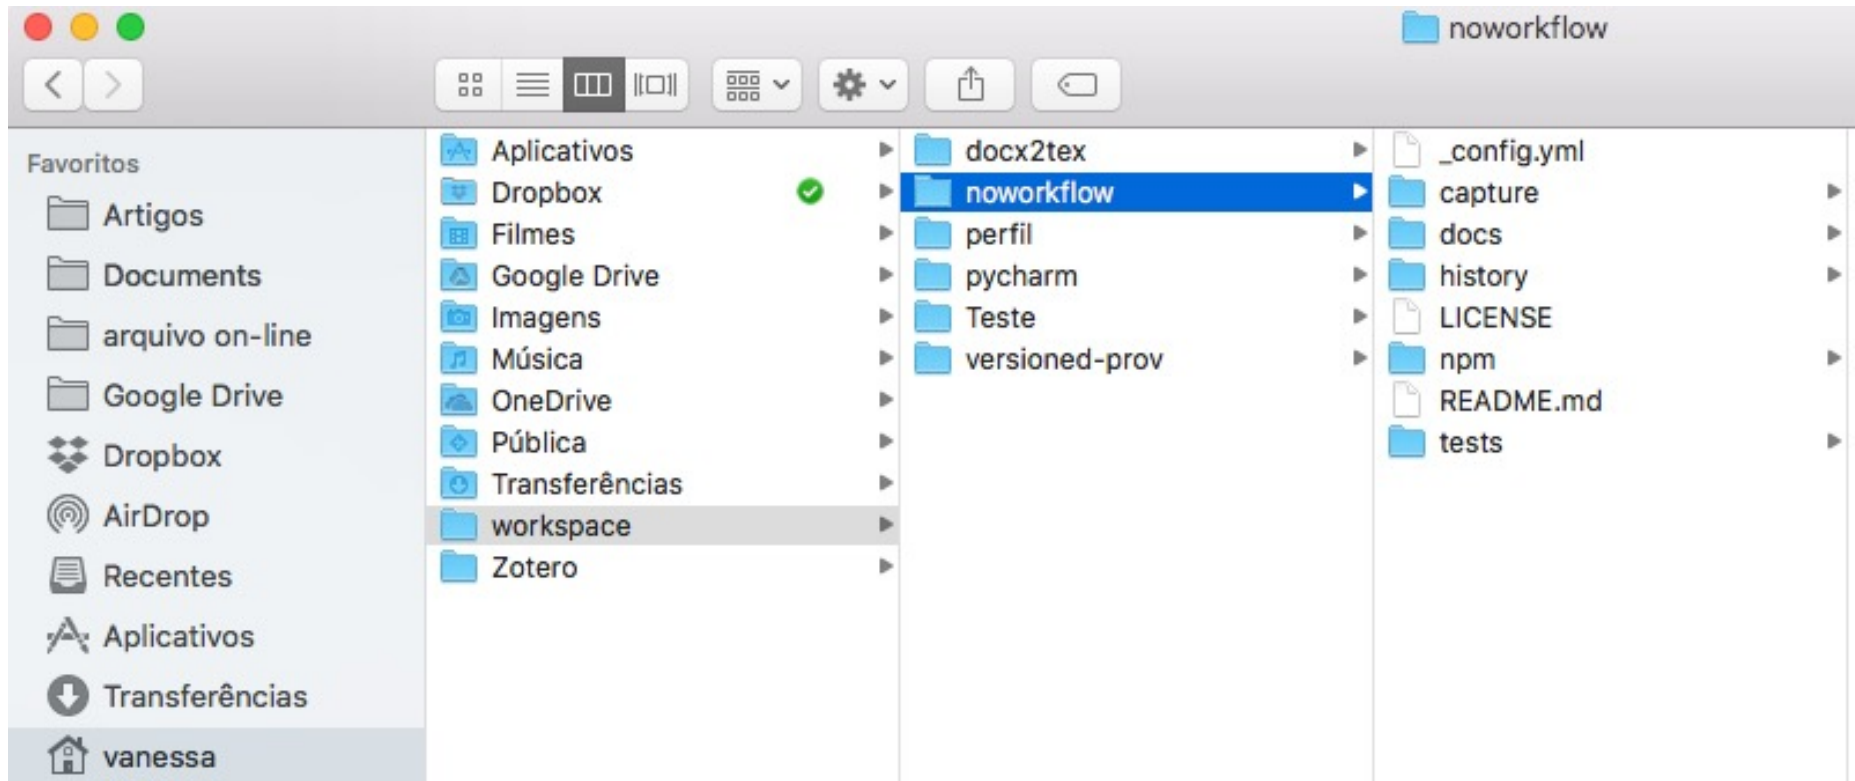 noworkflow
Favoritos
Artigos
Documents
arquivo on-line
Google Drive
Dropbox
AirDrop
Recentes
Aplicativos
Transferências
vanessa
Aplicativos
Dropbox
Filmes
Google Drive
Imagens
Música
OneDrive
Pública
Transferências
workspace
Zotero
docx2tex
noworkflow
perfil
pycharm
Teste
versioned-prov
_config.yml
capture
docs
history
LICENSE
npm
README.md
tests